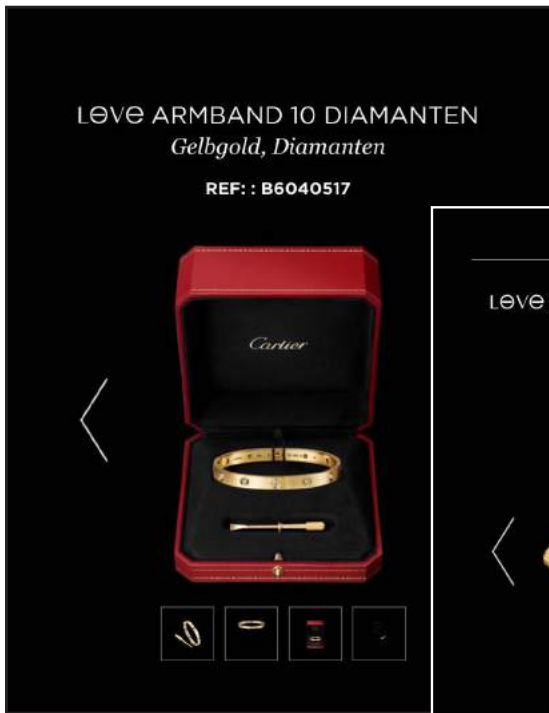 LOVE ARMBAND 10 DIAMANTEN
Gelbgold, Diamanten
REF: : B6040517
LOVE
Cartier